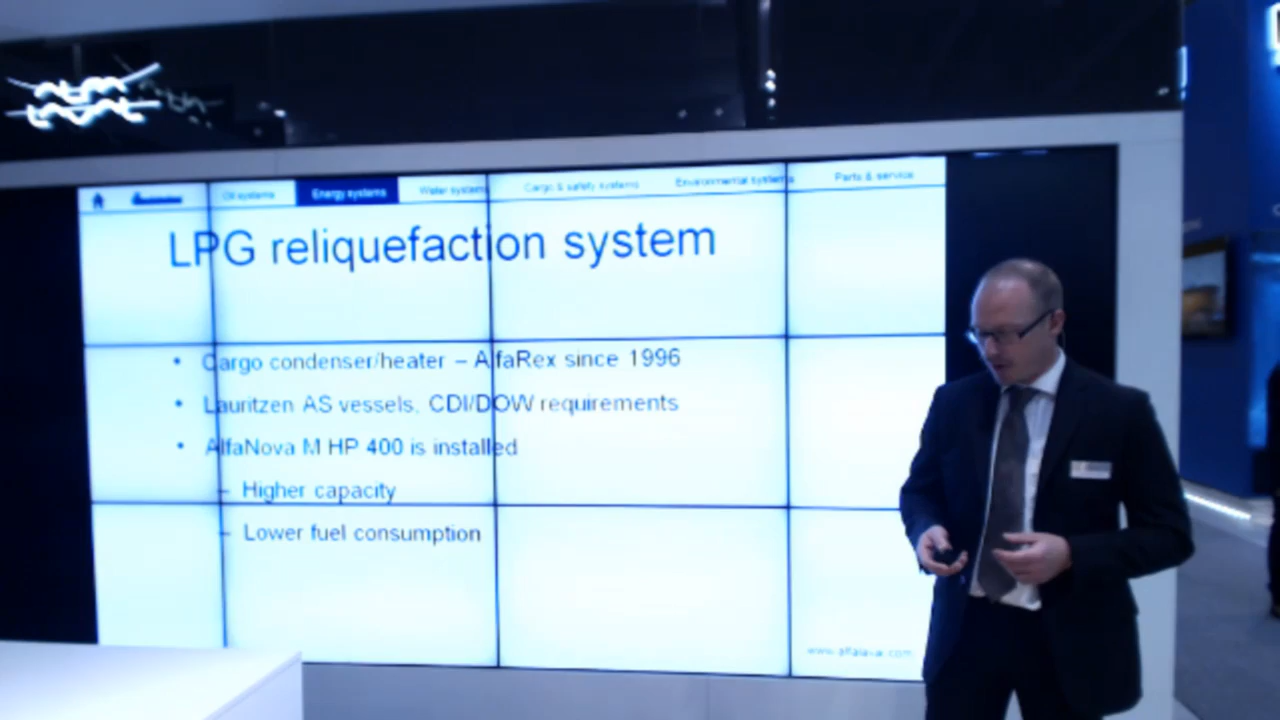 Oil systems Energy systems Water systems Cargo & safety systems Environmental systems Parts & service
LPG reliquefaction system
• Cargo condenser/heater – AlfaRex since 1996
• Lauritzen AS vessels, CDI/DOW requirements
• AlfaNova M HP 400 is installed
– Higher capacity
– Lower fuel consumption
www.alfalaval.com